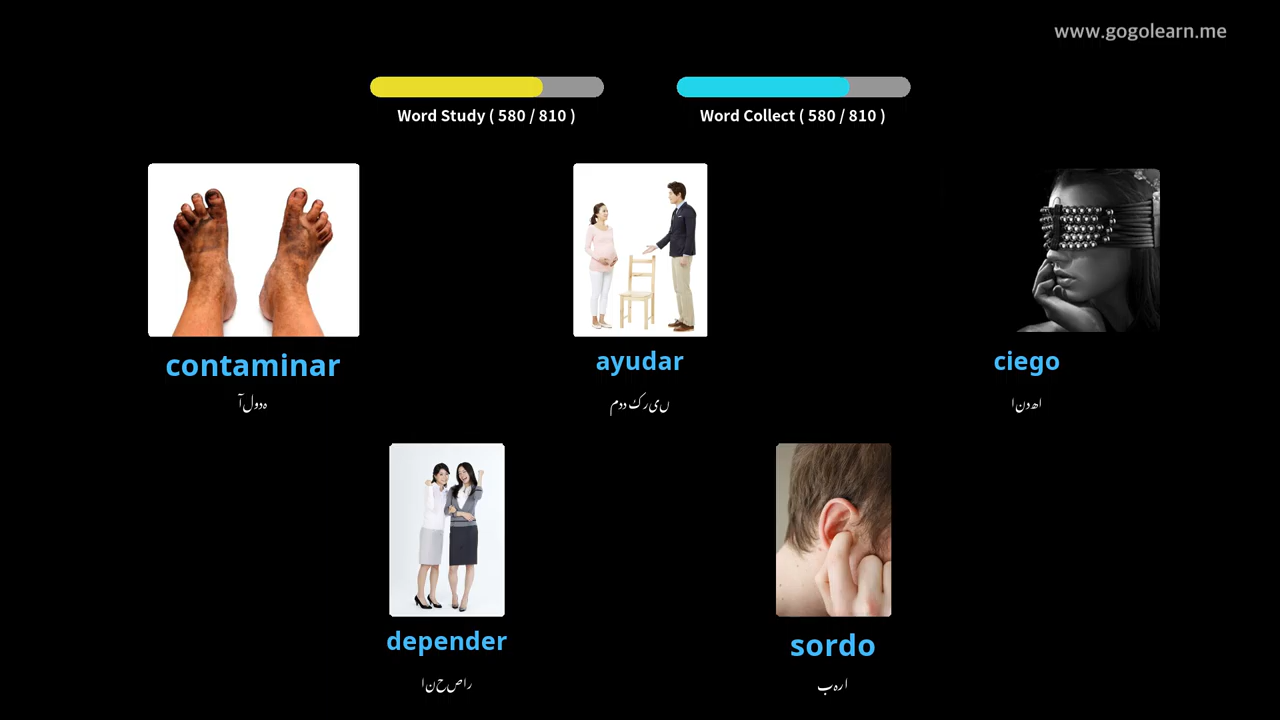 www.gogolearn.me
Word Study ( 580 / 810 )
Word Collect ( 580 / 810 )
contaminar
آلودہ
ayudar
مدد کریں
ciego
اندھا
depender
انحصار
sordo
بہرا